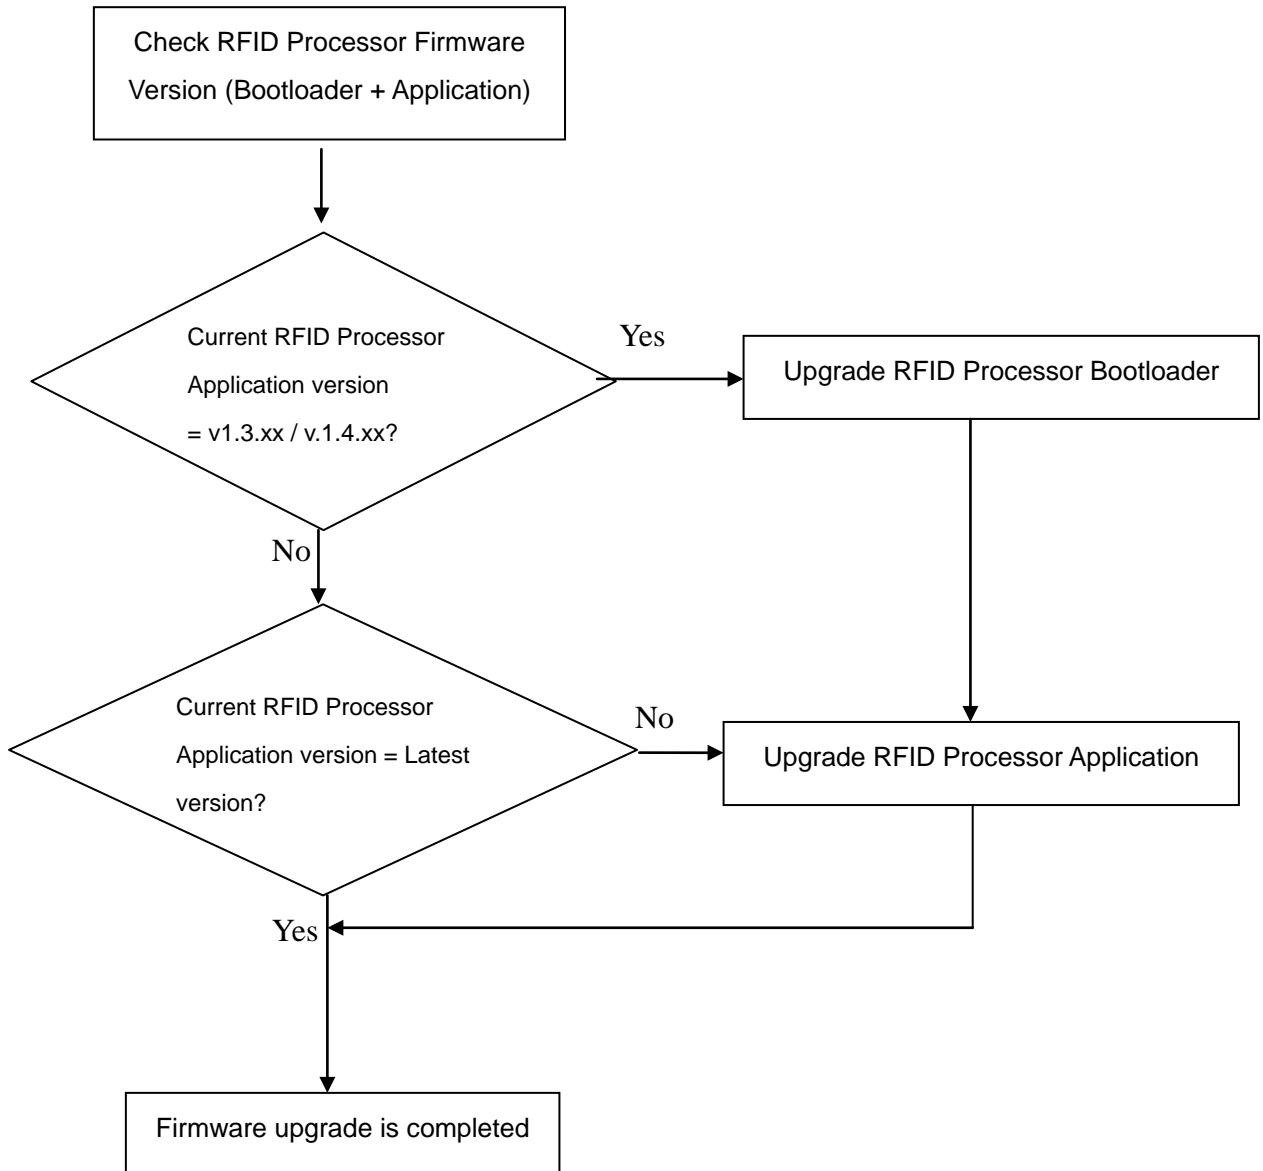 Check RFID Processor Firmware
Version (Bootloader + Application)
Current RFID Processor
Application version
= v1.3.xx / v.1.4.xx?
Yes
Upgrade RFID Processor Bootloader
No
Current RFID Processor
Application version = Latest
version?
No
Upgrade RFID Processor Application
Yes
Firmware upgrade is completed